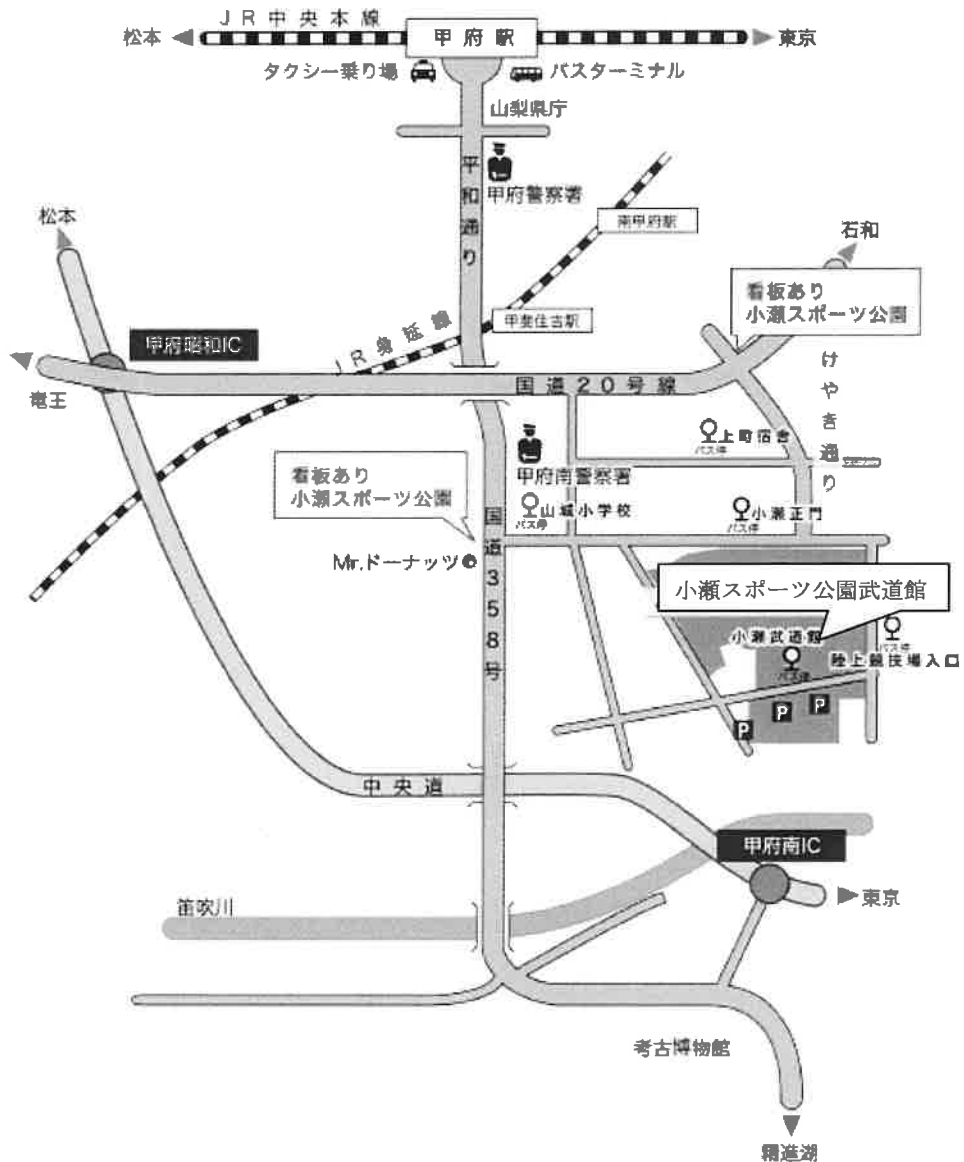 JR中央本線
松本
甲府駅
東京
タクシー乗り場
バスターミナル
山梨県庁
平和通り
甲府警察署
松本
南甲府駅
石和
看板あり
小瀬スポーツ公園
甲斐住吉駅
JR身延線
甲府昭和IC
国道20号線
竜王
けやき通り
上町宿舎
バス停
甲府南警察署
看板あり
小瀬スポーツ公園
山城小学校
バス停
小瀬正門
バス停
国道358号
Mr.ドーナッツ
小瀬スポーツ公園武道館
小瀬武道館
バス停
バス停
陸上競技場入口
P
P
P
中央道
甲府南IC
東京
笛吹川
考古博物館
精進湖